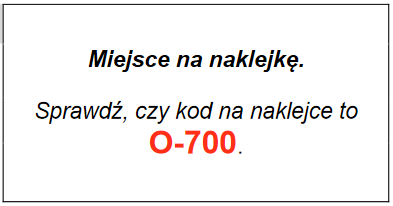 Miejsce na naklejkę.
Sprawdź, czy kod na naklejce to
O-700.